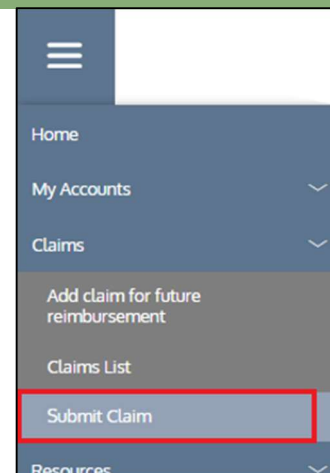 Home
My Accounts
Claims
Add claim for future
reimbursement
Claims List
Submit Claim
Resources